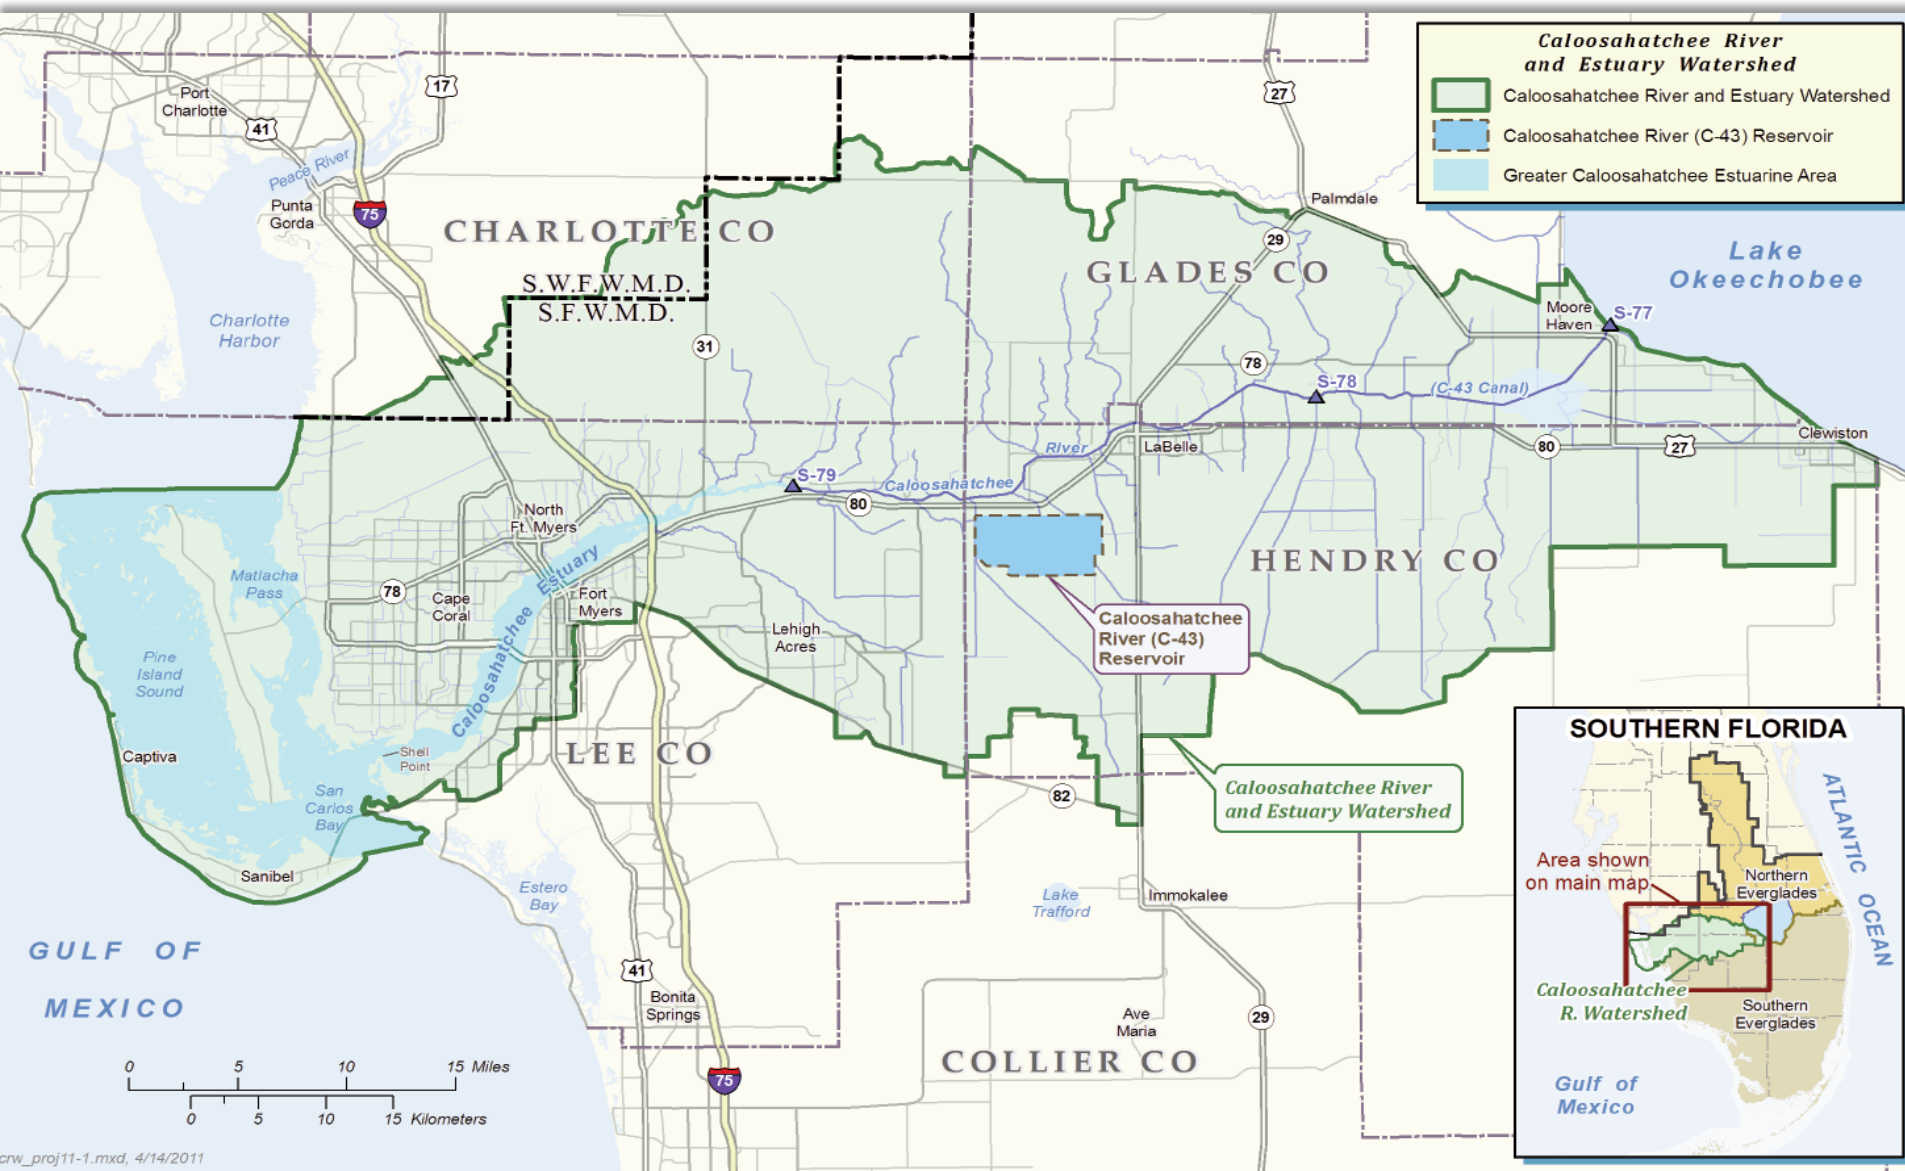 Caloosahatchee River
and Estuary Watershed
Caloosahatchee River and Estuary Watershed
Caloosahatchee River (C-43) Reservoir
Greater Caloosahatchee Estuarine Area
17
27
Port
Charlotte
41
Peace River
Punta
Gorda
75
Palmdale
CHARLOTTE CO
29
GLADES CO
Lake
Okeechobee
S.W.F.W.M.D.
S.F.W.M.D.
Charlotte
Harbor
Moore
Haven
S-77
31
78
S-78
(C-43 Canal)
River
LaBelle
80
27
Clewiston
S-79
Caloosahatchee
80
North
Ft. Myers
Matlacha
Pass
78
Cape
Coral
Caloosahatchee Estuary
Fort
Myers
HENDRY CO
Lehigh
Acres
Caloosahatchee
River (C-43)
Reservoir
Pine
Island
Sound
Captiva
Shell
Point
LEE CO
San
Carlos
Bay
82
Caloosahatchee River
and Estuary Watershed
Sanibel
Estero
Bay
Lake
Trafford
Immokalee
GULF OF
MEXICO
41
Bonita
Springs
Ave
Maria
29
COLLIER CO
75
0 5 10 15 Miles
0 5 10 15 Kilometers
crw_proj11-1.mxd, 4/14/2011
SOUTHERN FLORIDA
ATLANTIC OCEAN
Area shown
on main map
Northern
Everglades
Caloosahatchee
R. Watershed
Southern
Everglades
Gulf of
Mexico